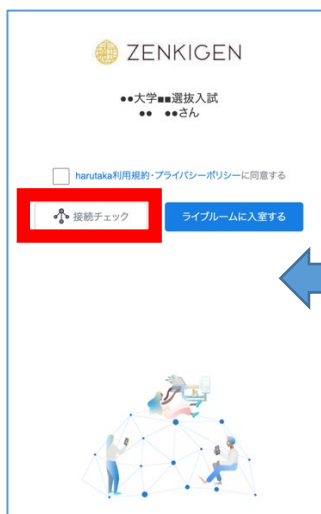 ZENKIGEN
●●大学■■選抜入試
●● ●●さん
harutaka利用規約・プライバシーポリシーに同意する
接続チェック
ライブルームに入室する